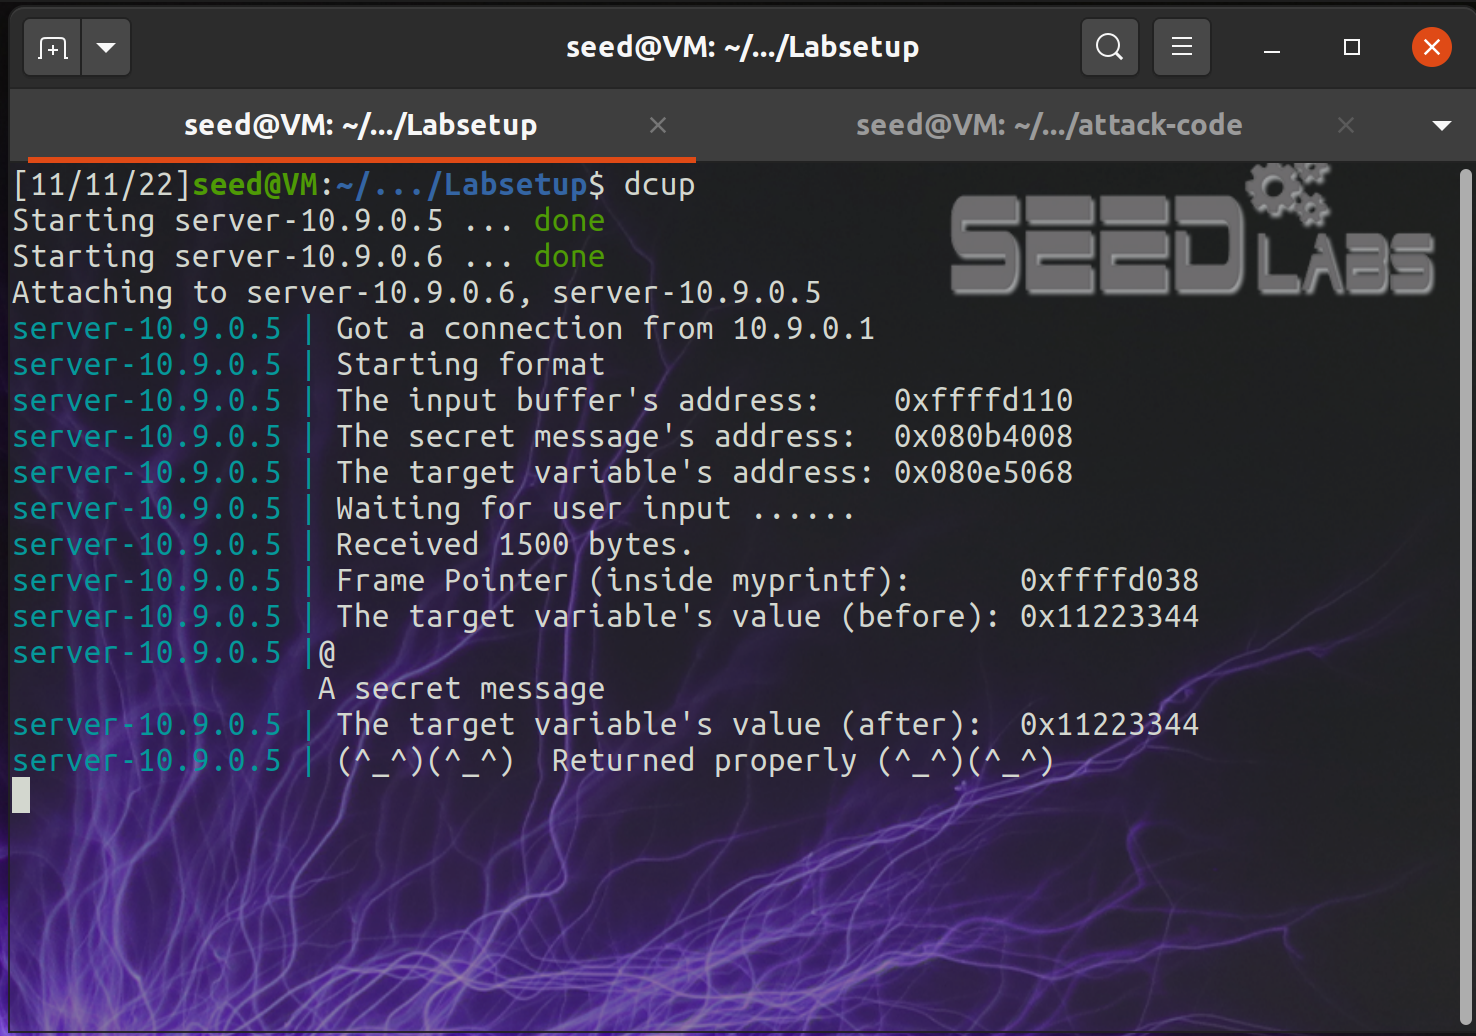 seed@VM: ~/.../Labsetup
seed@VM: ~/.../Labsetup
seed@VM: ~/.../attack-code
SEED LABS
[11/11/22]seed@VM:~/.../Labsetup$ dcup
Starting server-10.9.0.5 ... done
Starting server-10.9.0.6 ... done
Attaching to server-10.9.0.6, server-10.9.0.5
server-10.9.0.5 | Got a connection from 10.9.0.1
server-10.9.0.5 | Starting format
server-10.9.0.5 | The input buffer's address:    0xffffd110
server-10.9.0.5 | The secret message's address:  0x080b4008
server-10.9.0.5 | The target variable's address: 0x080e5068
server-10.9.0.5 | Waiting for user input ......
server-10.9.0.5 | Received 1500 bytes.
server-10.9.0.5 | Frame Pointer (inside myprintf):      0xffffd038
server-10.9.0.5 | The target variable's value (before): 0x11223344
server-10.9.0.5 |@
A secret message
server-10.9.0.5 | The target variable's value (after):  0x11223344
server-10.9.0.5 | (^_^)(^_^)  Returned properly (^_^)(^_^)